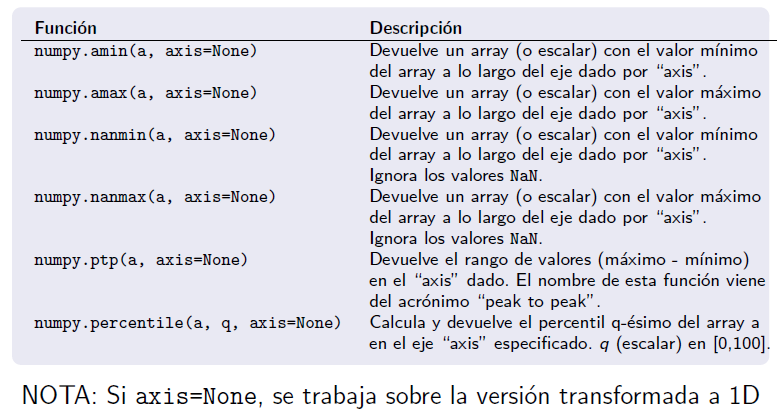 Función Descripción
numpy.amin(a, axis=None) Devuelve un array (o escalar) con el valor mínimo
del array a lo largo del eje dado por “axis”.
numpy.amax(a, axis=None) Devuelve un array (o escalar) con el valor máximo
del array a lo largo del eje dado por “axis”.
numpy.nanmin(a, axis=None) Devuelve un array (o escalar) con el valor mínimo
del array a lo largo del eje dado por “axis”.
Ignora los valores NaN.
numpy.nanmax(a, axis=None) Devuelve un array (o escalar) con el valor máximo
del array a lo largo del eje dado por “axis”.
Ignora los valores NaN.
numpy.ptp(a, axis=None) Devuelve el rango de valores (máximo - mínimo)
en el “axis” dado. El nombre de esta función viene
del acrónimo “peak to peak”.
numpy.percentile(a, q, axis=None) Calcula y devuelve el percentil q-ésimo del array a
en el eje “axis” especificado. q (escalar) en [0,100].
NOTA: Si axis=None, se trabaja sobre la versión transformada a 1D